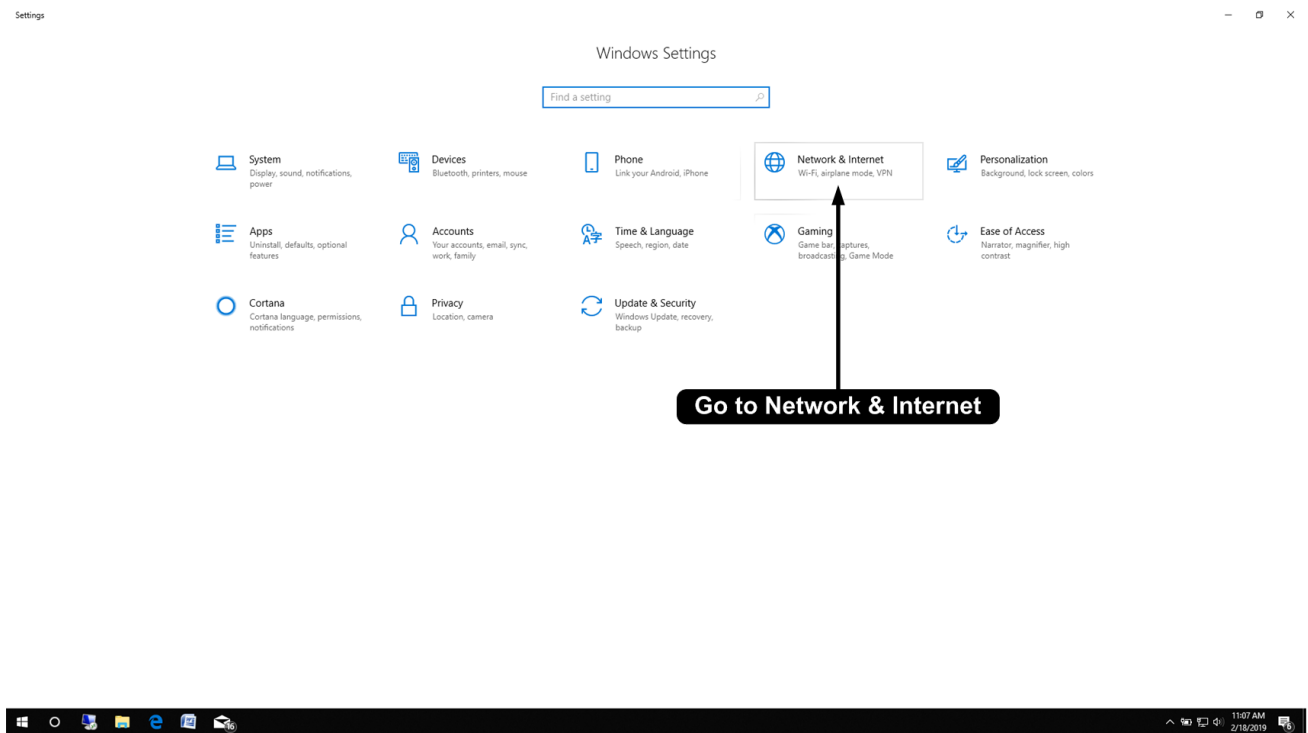 Settings
Windows Settings
Find a setting
System
Display, sound, notifications,
power
Devices
Bluetooth, printers, mouse
Phone
Link your Android, iPhone
Network & Internet
Wi-Fi, airplane mode, VPN
Personalization
Background, lock screen, colors
Apps
Uninstall, defaults, optional
features
Accounts
Your accounts, email, sync,
work, family
Time & Language
Speech, region, date
Gaming
Game bar, captures,
broadcasting, Game Mode
Ease of Access
Narrator, magnifier, high
contrast
Cortana
Cortana language, permissions,
notifications
Privacy
Location, camera
Update & Security
Windows Update, recovery,
backup
Go to Network & Internet
16
11:07 AM
2/18/2019
6